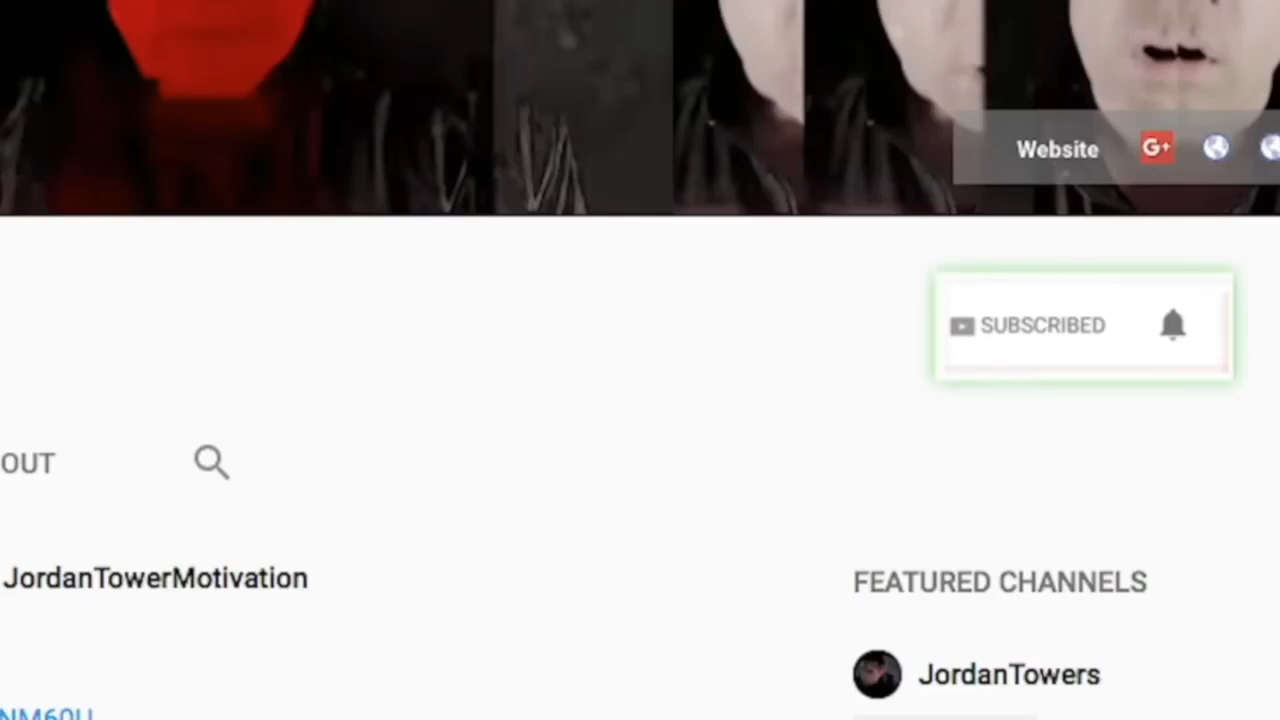 Website G+
SUBSCRIBED
OUT
JordanTowerMotivation
FEATURED CHANNELS
JordanTowers